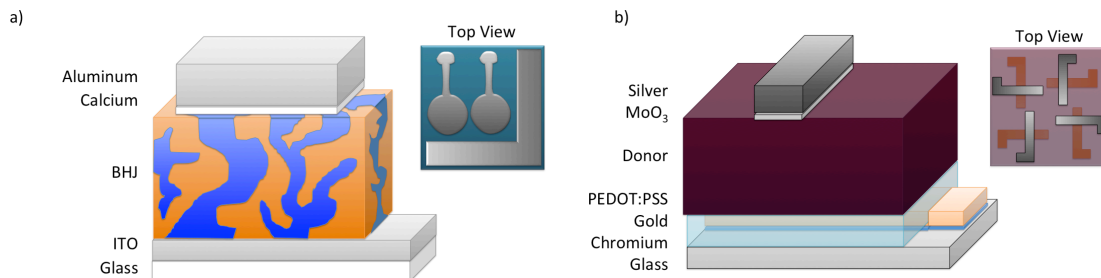 a)
Top View
Aluminum
Calcium
BHJ
ITO
Glass
b)
Top View
Silver
MoO₃
Donor
PEDOT:PSS
Gold
Chromium
Glass